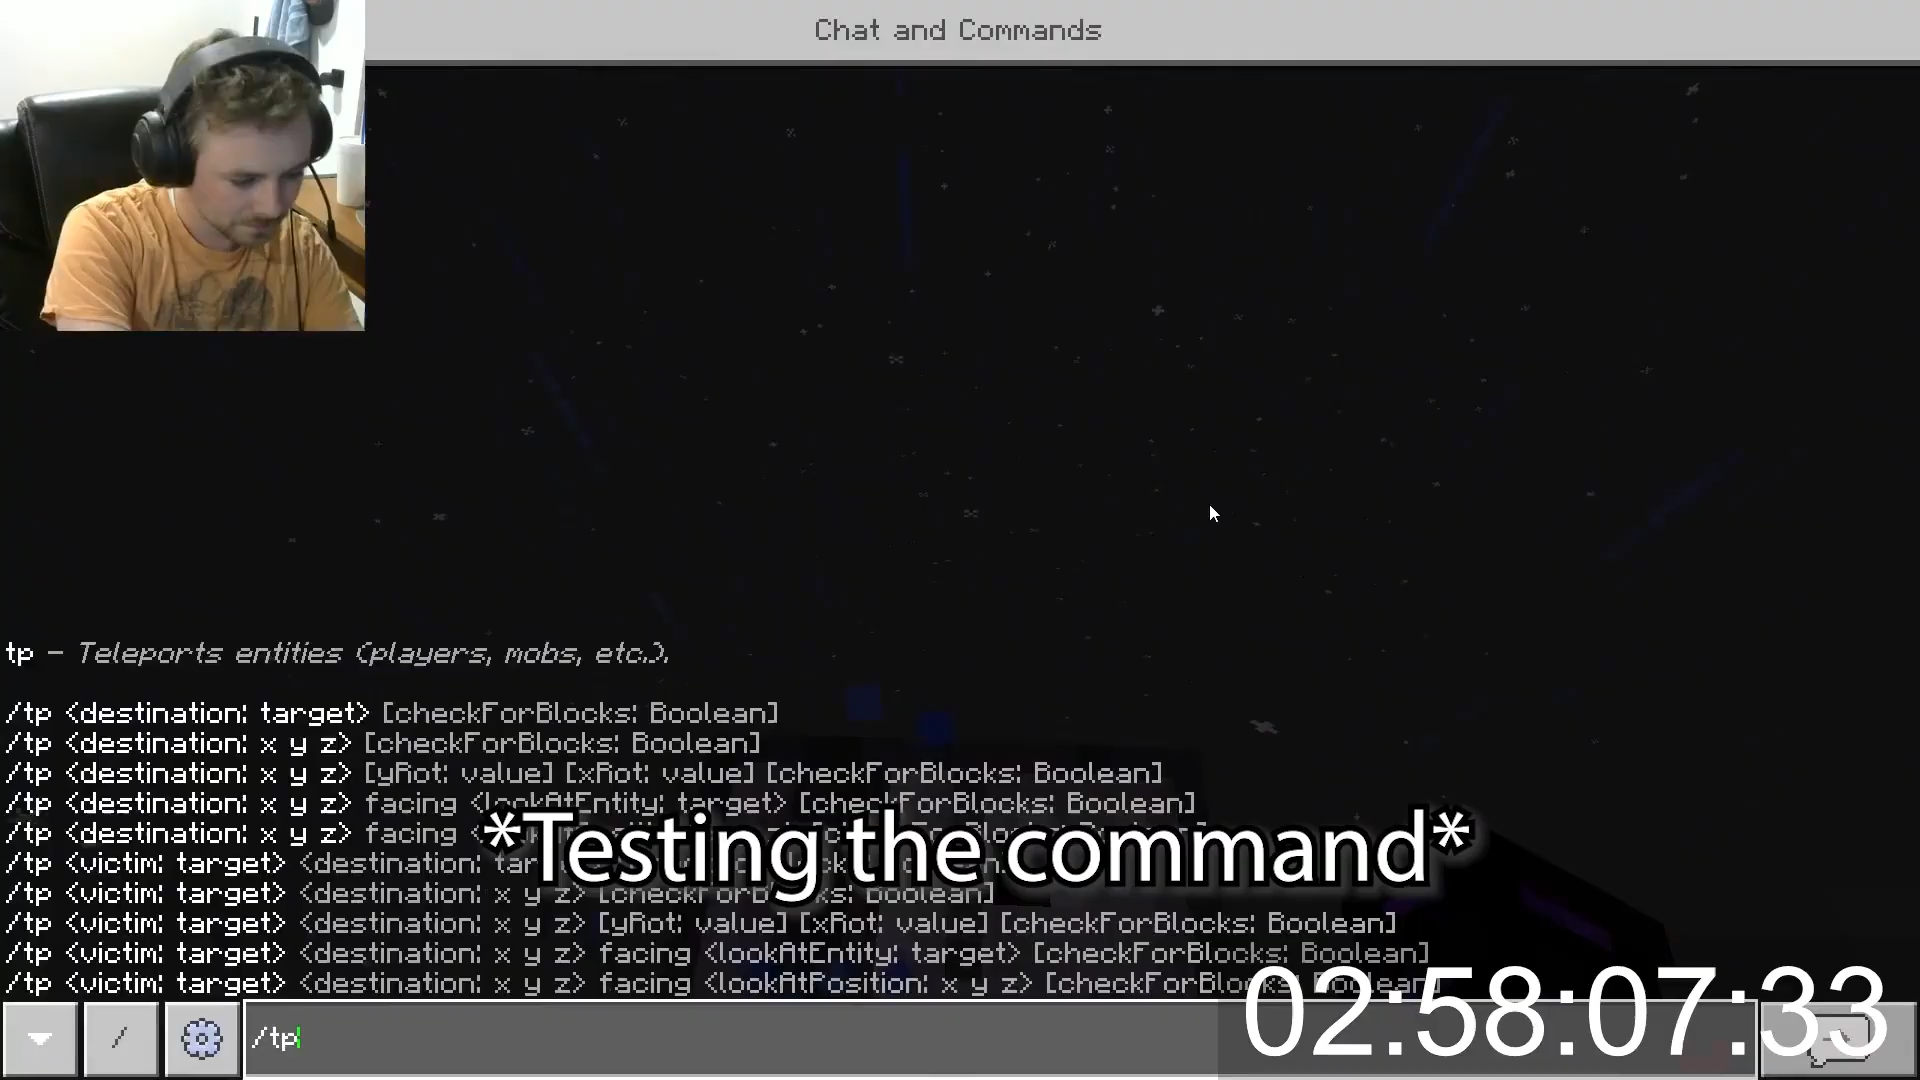 Chat and Commands
tp - Teleports entities (players, mobs, etc.).
/tp <destination: target> [checkForBlocks: Boolean]
/tp <destination: x y z> [checkForBlocks: Boolean]
/tp <destination: x y z> [yRot: value] [xRot: value] [checkForBlocks: Boolean]
/tp <destination: x y z> facing <lookAtEntity: target> [checkForBlocks: Boolean]
/tp <destination: x y z> facing
/tp <victim: target> <destination:
/tp <victim: target> <destination: x y z> [checkForBlocks: Boolean]
/tp <victim: target> <destination: x y z> [yRot: value] [xRot: value] [checkForBlocks: Boolean]
/tp <victim: target> <destination: x y z> facing <lookAtEntity: target> [checkForBlocks: Boolean]
/tp <victim: target> <destination: x y z> facing <lookAtPosition: x y z> [checkForBlocks: Boolean]
*Testing the command*
02:58:07:33
/
/tp